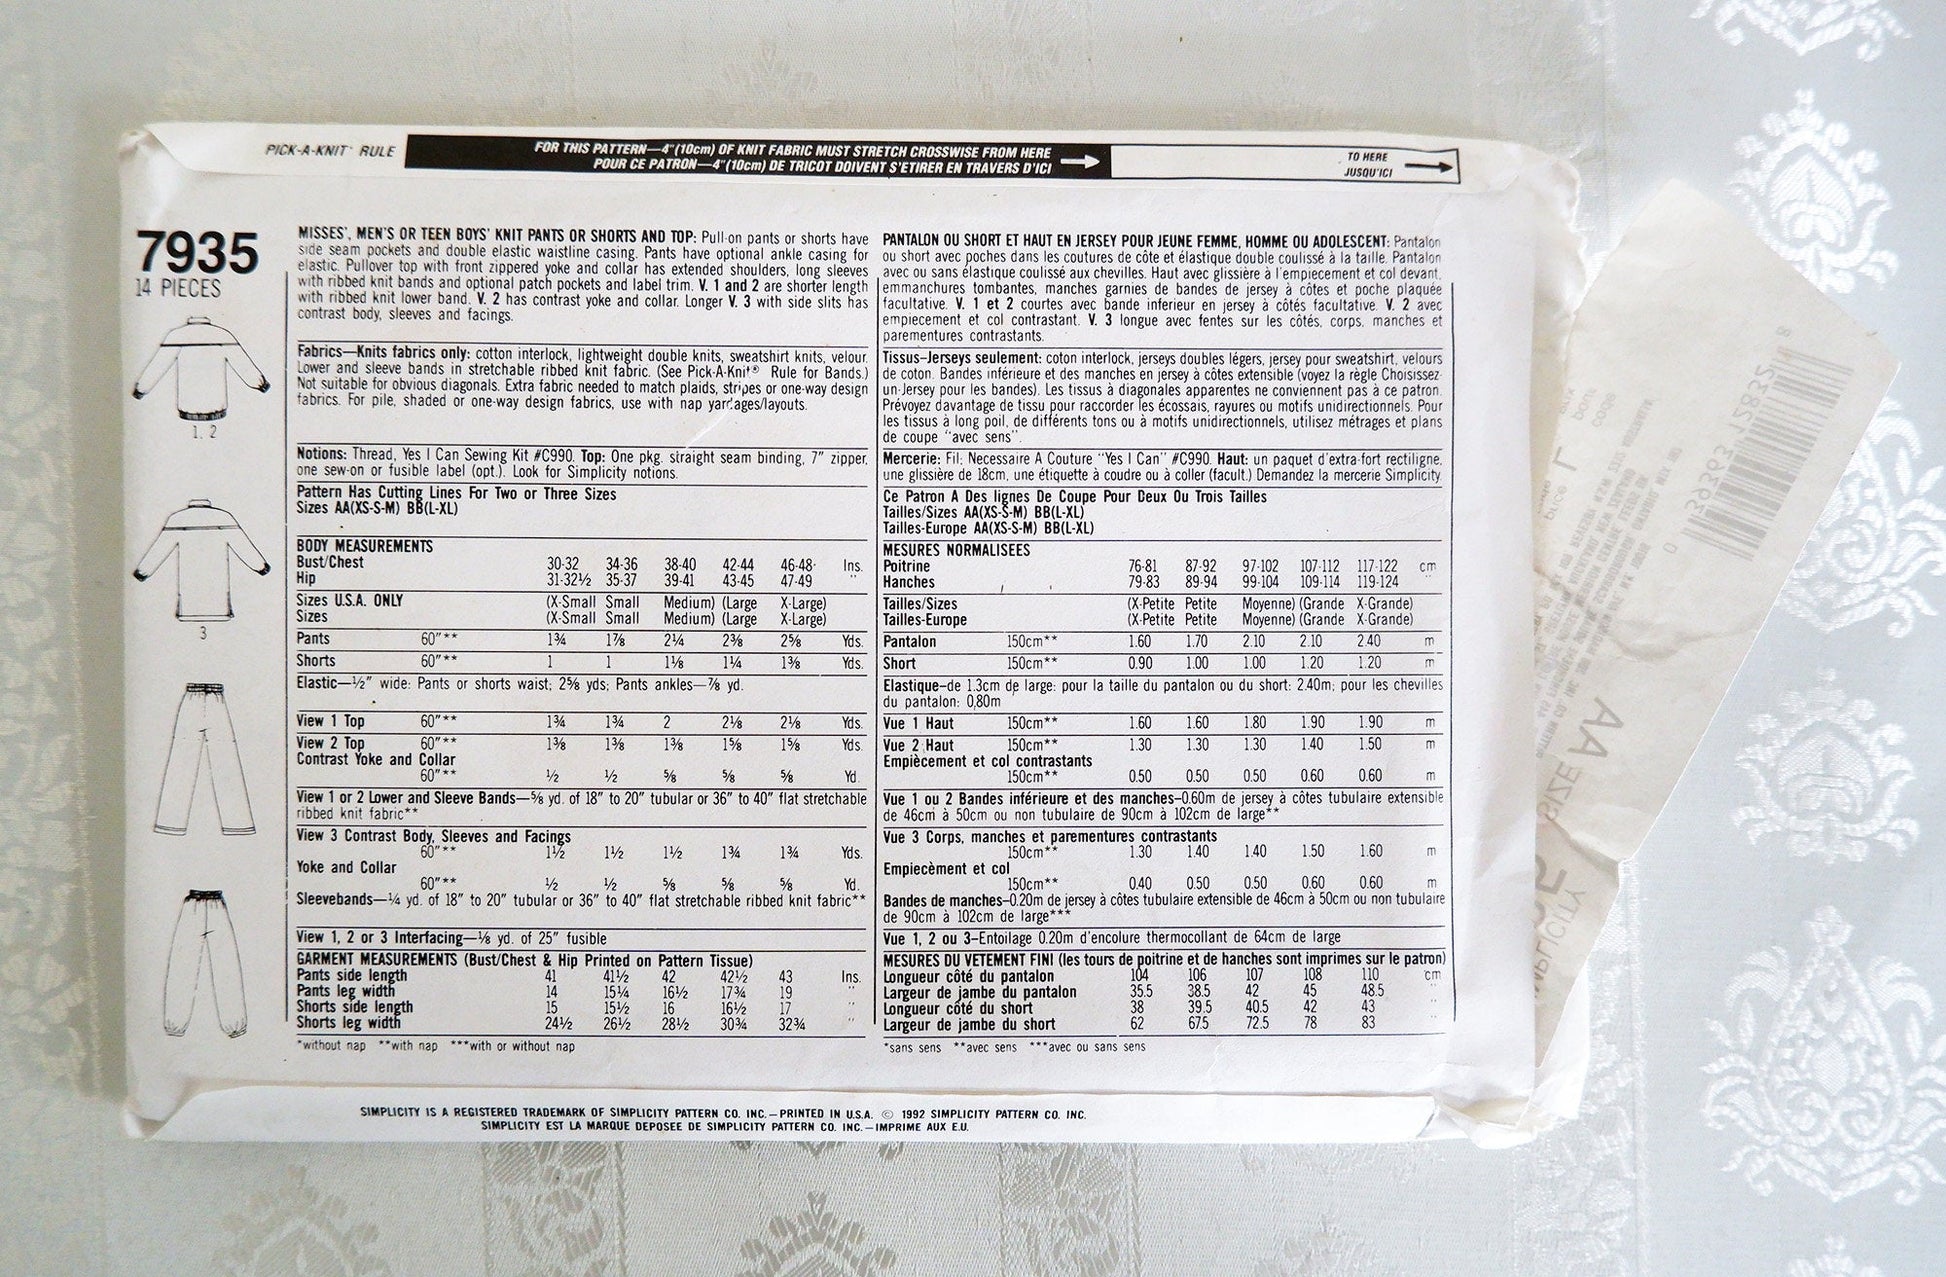 PICK-A-KNIT® RULE
FOR THIS PATTERN—4"(10cm) OF KNIT FABRIC MUST STRETCH CROSSWISE FROM HERE
POUR CE PATRON—4"(10cm) DE TRICOT DOIVENT S'ETIRER EN TRAVERS D'ICI
TO HERE
JUSQU'ICI
7935
14 PIECES
1, 2
3
MISSES', MEN'S OR TEEN BOYS' KNIT PANTS OR SHORTS AND TOP: Pull-on pants or shorts have
side seam pockets and double elastic waistline casing. Pants have optional ankle casing for
elastic. Pullover top with front zippered yoke and collar has extended shoulders, long sleeves
with ribbed knit bands and optional patch pockets and label trim. V. 1 and 2 are shorter length
with ribbed knit lower band. V. 2 has contrast yoke and collar. Longer V. 3 with side slits has
contrast body, sleeves and facings.
Fabrics—Knits fabrics only: cotton interlock, lightweight double knits, sweatshirt knits, velour.
Lower and sleeve bands in stretchable ribbed knit fabric. (See Pick-A-Knit® Rule for Bands.)
Not suitable for obvious diagonals. Extra fabric needed to match plaids, stripes or one-way design
fabrics. For pile, shaded or one-way design fabrics, use with nap yardages/layouts.
Notions: Thread, Yes I Can Sewing Kit #C990. Top: One pkg. straight seam binding, 7" zipper,
one sew-on or fusible label (opt.). Look for Simplicity notions.
Pattern Has Cutting Lines For Two or Three Sizes
Sizes AA(XS-S-M) BB(L-XL)
BODY MEASUREMENTS
Bust/Chest 30-32 34-36 38-40 42-44 46-48 Ins.
Hip 31-32½ 35-37 39-41 43-45 47-49 "
Sizes U.S.A. ONLY (X-Small Small Medium) (Large X-Large)
Sizes (X-Small Small Medium) (Large X-Large)
Pants 60"** 1¾ 1⅞ 2¼ 2⅜ 2⅝ Yds.
Shorts 60"** 1 1 1⅛ 1¼ 1⅜ Yds.
Elastic—½" wide: Pants or shorts waist; 2⅝ yds; Pants ankles—⅞ yd.
View 1 Top 60"** 1¾ 1¾ 2 2⅛ 2⅛ Yds.
View 2 Top 60"** 1⅜ 1⅜ 1⅜ 1⅝ 1⅝ Yds.
Contrast Yoke and Collar
60"** ½ ½ ⅝ ⅝ ⅝ Yd.
View 1 or 2 Lower and Sleeve Bands—⅝ yd. of 18" to 20" tubular or 36" to 40" flat stretchable
ribbed knit fabric**
View 3 Contrast Body, Sleeves and Facings
60"** 1½ 1½ 1½ 1¾ 1¾ Yds.
Yoke and Collar
60"** ½ ½ ⅝ ⅝ ⅝ Yd.
Sleevebands—¼ yd. of 18" to 20" tubular or 36" to 40" flat stretchable ribbed knit fabric**
View 1, 2 or 3 Interfacing—⅛ yd. of 25" fusible
GARMENT MEASUREMENTS (Bust/Chest & Hip Printed on Pattern Tissue)
Pants side length 41 41½ 42 42½ 43 Ins.
Pants leg width 14 15¼ 16½ 17¾ 19 "
Shorts side length 15 15½ 16 16½ 17 "
Shorts leg width 24½ 26½ 28½ 30¾ 32¾ "
*without nap **with nap ***with or without nap
PANTALON OU SHORT ET HAUT EN JERSEY POUR JEUNE FEMME, HOMME OU ADOLESCENT: Pantalon
ou short avec poches dans les coutures de côte et élastique double coulissé à la taille. Pantalon
avec ou sans élastique coulissé aux chevilles. Haut avec glissière à l'empiecement et col devant,
emmanchures tombantes, manches garnies de bandes de jersey à côtes et poche plaquée
facultative. V. 1 et 2 courtes avec bande inferieur en jersey à côtés facultative. V. 2 avec
empiecement et col contrastant. V. 3 longue avec fentes sur les côtés, corps, manches et
parementures contrastants.
Tissus–Jerseys seulement: coton interlock, jerseys doubles légers, jersey pour sweatshirt, velours
de coton. Bandes inférieure et des manches en jersey à côtes extensible (voyez la règle Choisissez-
un-Jersey pour les bandes). Les tissus à diagonales apparentes ne conviennent pas à ce patron.
Prévoyez davantage de tissu pour raccorder les écossais, rayures ou motifs unidirectionnels. Pour
les tissus à long poil, de différents tons ou à motifs unidirectionnels, utilisez métrages et plans
de coupe "avec sens".
Mercerie: Fil; Necessaire A Couture "Yes I Can" #C990. Haut: un paquet d'extra-fort rectiligne,
une glissière de 18cm, une étiquette à coudre ou à coller (facult.) Demandez la mercerie Simplicity.
Ce Patron A Des lignes De Coupe Pour Deux Ou Trois Tailles
Tailles/Sizes AA(XS-S-M) BB(L-XL)
Tailles-Europe AA(XS-S-M) BB(L-XL)
MESURES NORMALISEES
Poitrine 76-81 87-92 97-102 107-112 117-122 cm
Hanches 79-83 89-94 99-104 109-114 119-124 "
Tailles/Sizes (X-Petite Petite Moyenne) (Grande X-Grande)
Tailles-Europe (X-Petite Petite Moyenne) (Grande X-Grande)
Pantalon 150cm** 1.60 1.70 2.10 2.10 2.40 m
Short 150cm** 0.90 1.00 1.00 1.20 1.20 m
Elastique–de 1.3cm de large: pour la taille du pantalon ou du short: 2.40m; pour les chevilles
du pantalon: 0,80m
Vue 1 Haut 150cm** 1.60 1.60 1.80 1.90 1.90 m
Vue 2 Haut 150cm** 1.30 1.30 1.30 1.40 1.50 m
Empiècement et col contrastants
150cm** 0.50 0.50 0.50 0.60 0.60 m
Vue 1 ou 2 Bandes inférieure et des manches–0.60m de jersey à côtes tubulaire extensible
de 46cm à 50cm ou non tubulaire de 90cm à 102cm de large**
Vue 3 Corps, manches et parementures contrastants
150cm** 1.30 1.40 1.40 1.50 1.60 m
Empiecèment et col
150cm** 0.40 0.50 0.50 0.60 0.60 m
Bandes de manches–0.20m de jersey à côtes tubulaire extensible de 46cm à 50cm ou non tubulaire
de 90cm à 102cm de large***
Vue 1, 2 ou 3–Entoilage 0.20m d'encolure thermocollant de 64cm de large
MESURES DU VETEMENT FINI (les tours de poitrine et de hanches sont imprimes sur le patron)
Longueur côté du pantalon 104 106 107 108 110 cm
Largeur de jambe du pantalon 35.5 38.5 42 45 48.5 "
Longueur côté du short 38 39.5 40.5 42 43 "
Largeur de jambe du short 62 67.5 72.5 78 83 "
*sans sens **avec sens ***avec ou sans sens
SIMPLICITY IS A REGISTERED TRADEMARK OF SIMPLICITY PATTERN CO. INC.—PRINTED IN U.S.A. © 1992 SIMPLICITY PATTERN CO. INC.
SIMPLICITY EST LA MARQUE DEPOSEE DE SIMPLICITY PATTERN CO. INC.—IMPRIME AUX E.U.
SIZE AA
39363 12832